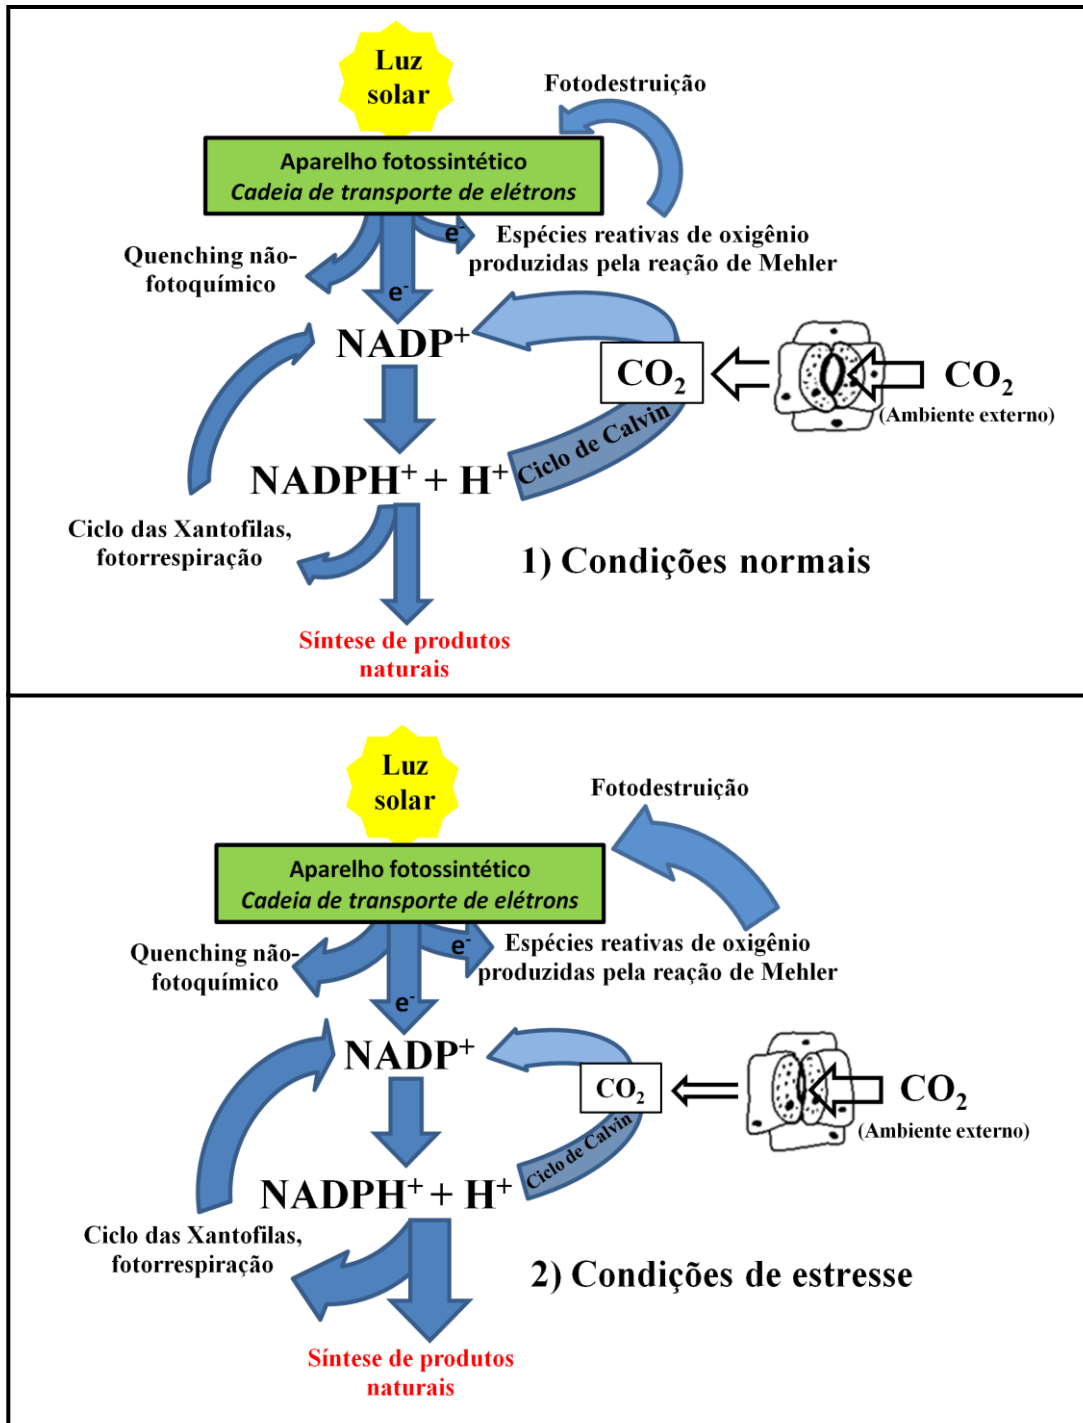 Luz
solar
Fotodestruição
Aparelho fotossintético
Cadeia de transporte de elétrons
e-
Espécies reativas de oxigênio
produzidas pela reação de Mehler
Quenching não-
fotoquímico
e-
NADP+
CO2
CO2
(Ambiente externo)
Ciclo de Calvin
NADPH+ + H+
Ciclo das Xantofilas,
fotorrespiração
1) Condições normais
Síntese de produtos
naturais
Luz
solar
Fotodestruição
Aparelho fotossintético
Cadeia de transporte de elétrons
e-
Espécies reativas de oxigênio
produzidas pela reação de Mehler
Quenching não-
fotoquímico
e-
NADP+
CO2
CO2
(Ambiente externo)
Ciclo de Calvin
NADPH+ + H+
Ciclo das Xantofilas,
fotorrespiração
2) Condições de estresse
Síntese de produtos
naturais